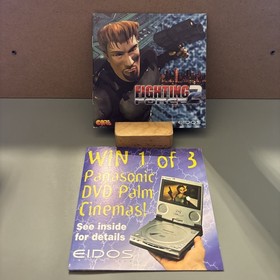 CORE
FIGHTING
FORCE 2
WIN 1 of 3
Panasonic
DVD Palm
Cinemas!
See inside
for details
EIDOS